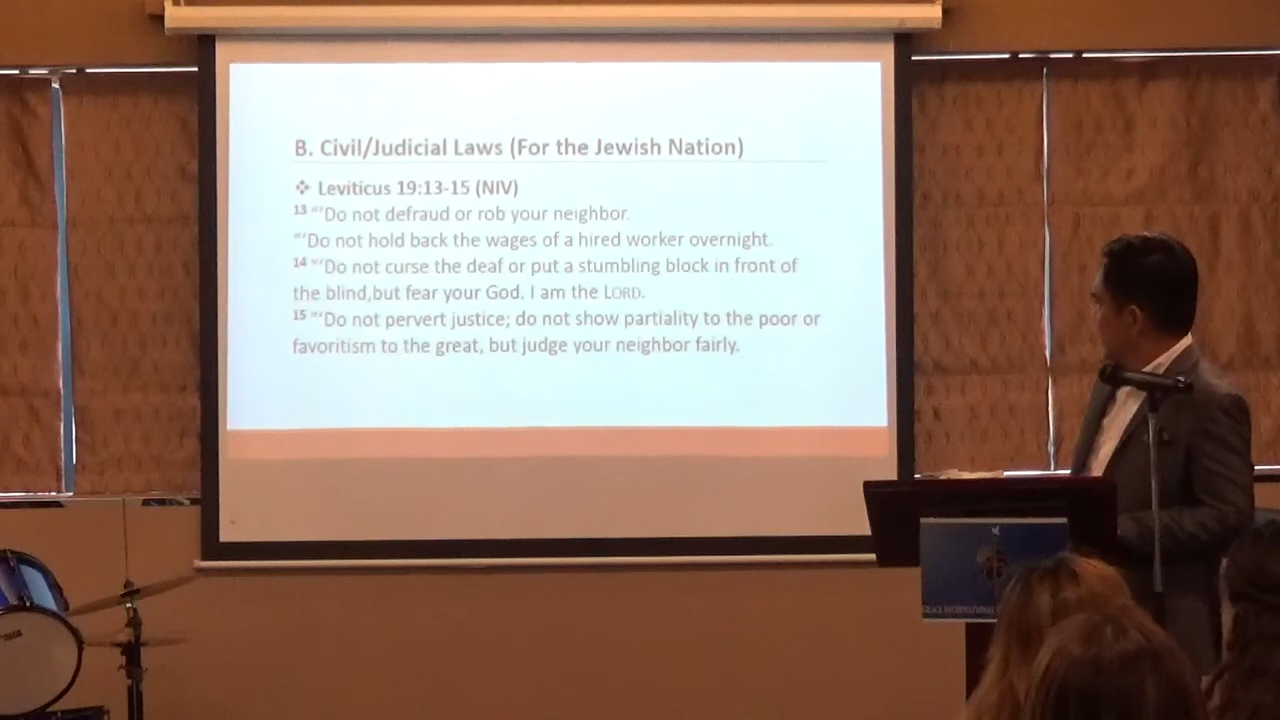 B. Civil/Judicial Laws (For the Jewish Nation)
❖ Leviticus 19:13-15 (NIV)
13 “‘Do not defraud or rob your neighbor.
“‘Do not hold back the wages of a hired worker overnight.
14 “‘Do not curse the deaf or put a stumbling block in front of
the blind,but fear your God. I am the LORD.
15 “‘Do not pervert justice; do not show partiality to the poor or
favoritism to the great, but judge your neighbor fairly.
GRACE INTERNATIONAL